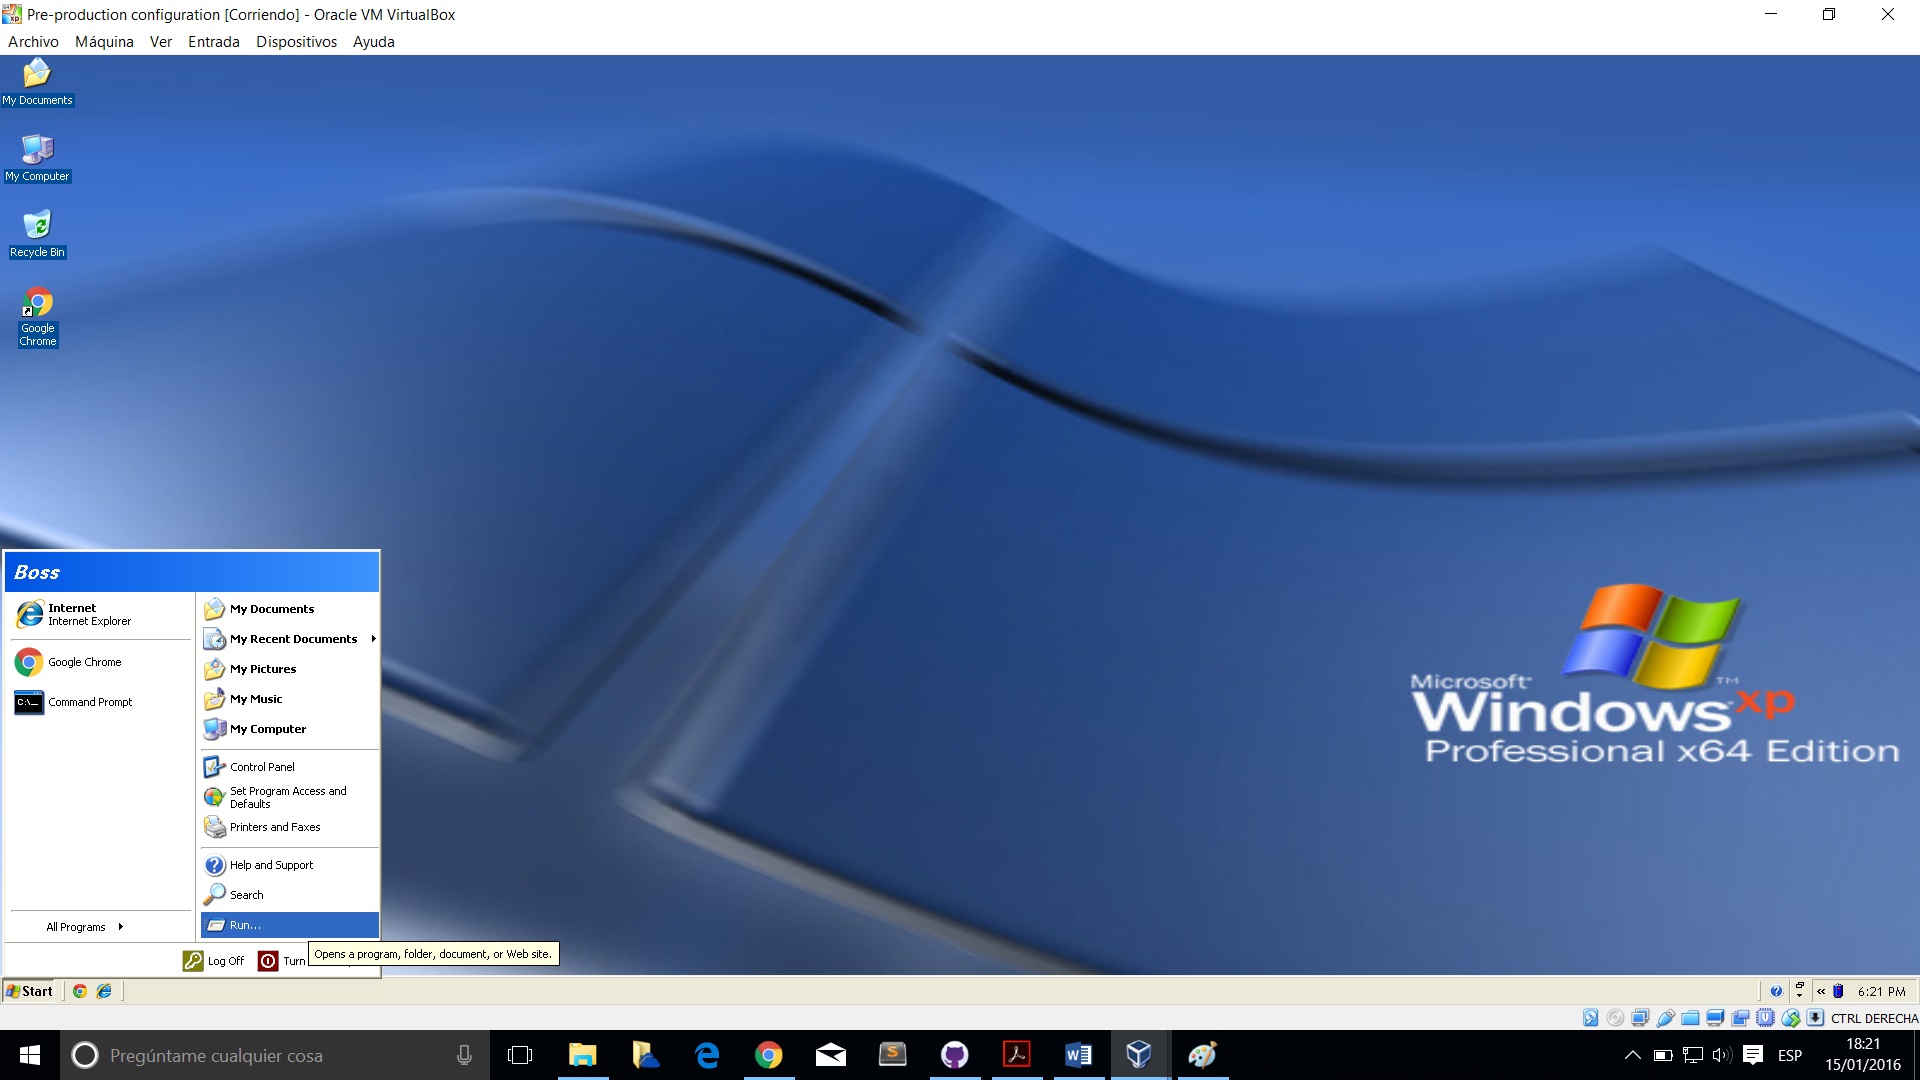 Pre-production configuration [Corriendo] - Oracle VM VirtualBox
Archivo Máquina Ver Entrada Dispositivos Ayuda
My Documents
My Computer
Recycle Bin
Google
Chrome
Boss
Internet
Internet Explorer
Google Chrome
Command Prompt
All Programs
My Documents
My Recent Documents
My Pictures
My Music
My Computer
Control Panel
Set Program Access and
Defaults
Printers and Faxes
Help and Support
Search
Run...
Opens a program, folder, document, or Web site.
Log Off Turn
Microsoft
Windows xp
TM
Professional x64 Edition
Start
6:21 PM
CTRL DERECHA
Pregúntame cualquier cosa
ESP
18:21
15/01/2016